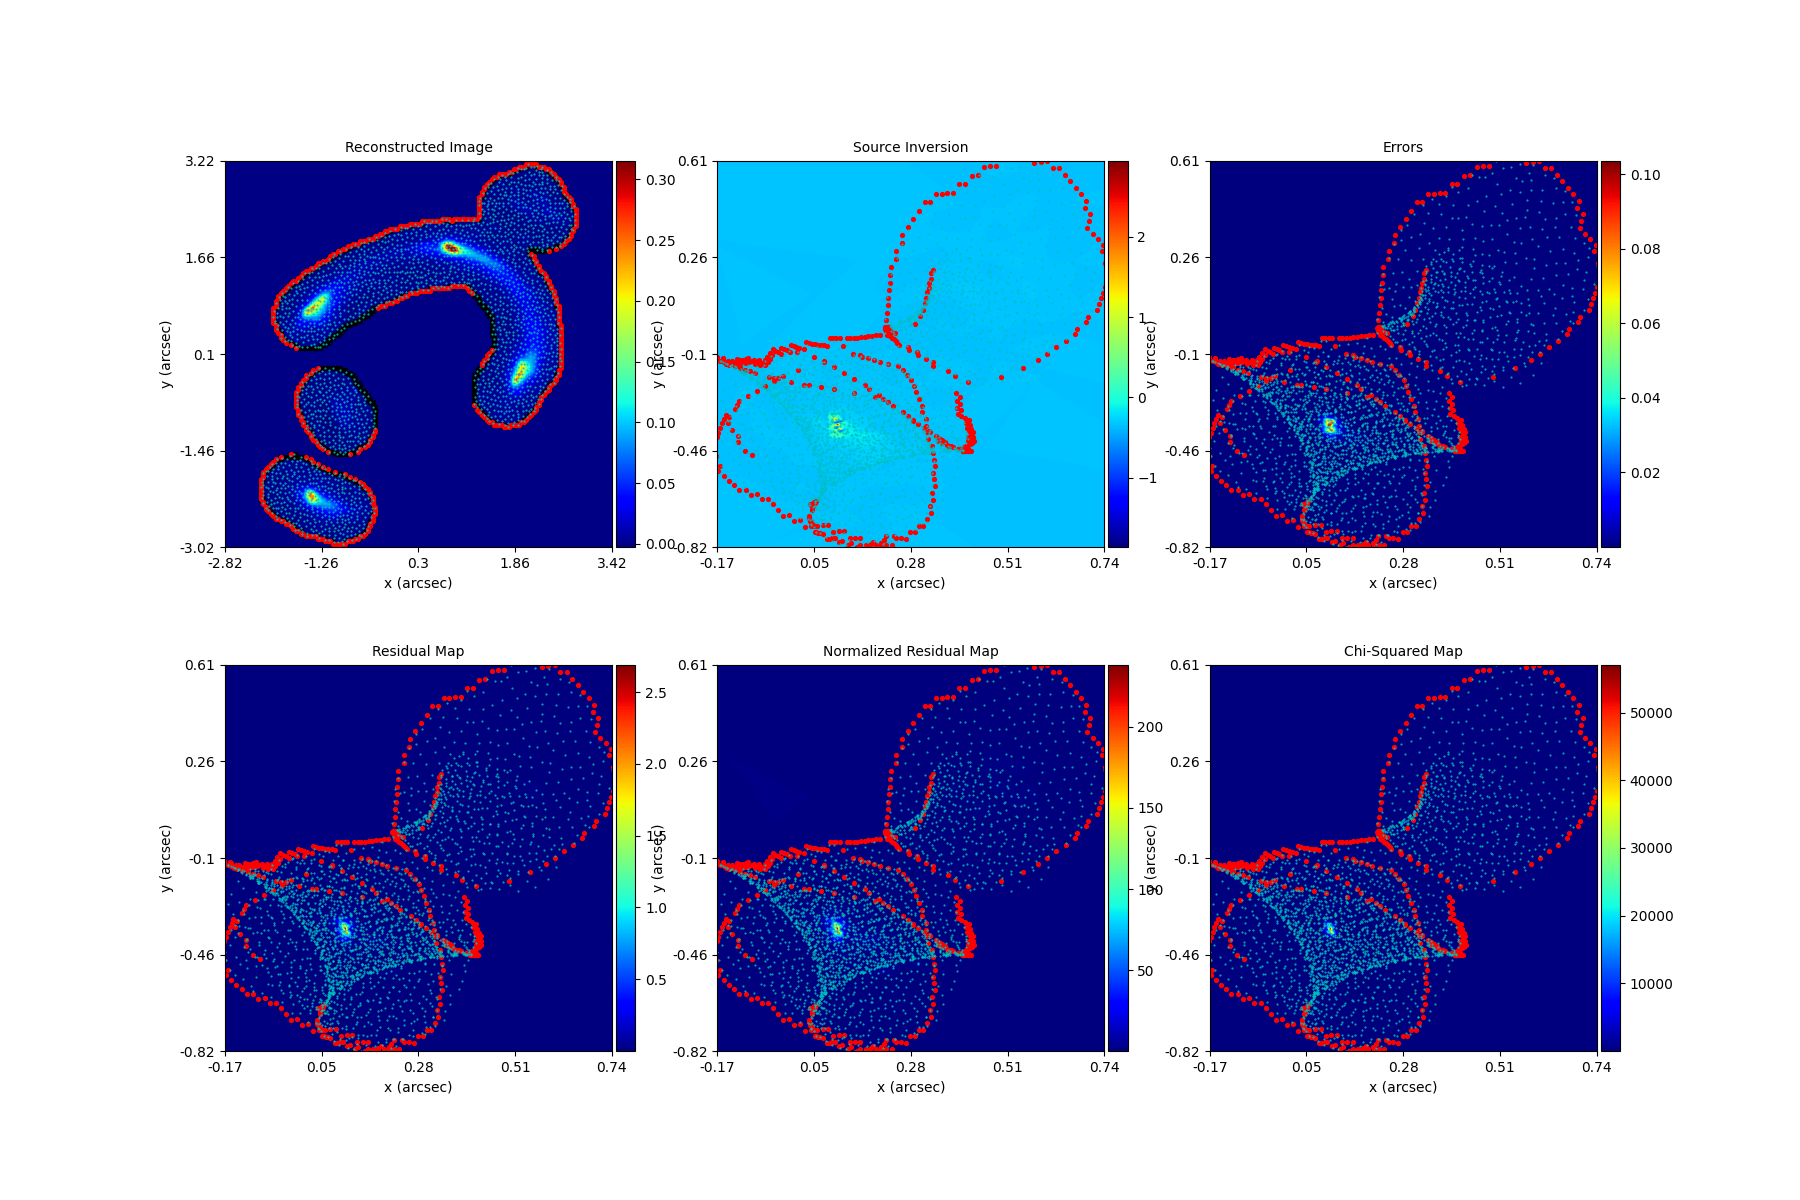 Reconstructed Image
3.22
1.66
0.1
-1.46
-3.02
-2.82 -1.26 0.3 1.86 3.42
x (arcsec)
y (arcsec)
0.30
0.25
0.20
0.15
0.10
0.05
0.00
Source Inversion
0.61
0.26
-0.1
-0.46
-0.82
-0.17 0.05 0.28 0.51 0.74
x (arcsec)
y (arcsec)
2
1
0
−1
Errors
0.61
0.26
-0.1
-0.46
-0.82
-0.17 0.05 0.28 0.51 0.74
x (arcsec)
y (arcsec)
0.10
0.08
0.06
0.04
0.02
Residual Map
0.61
0.26
-0.1
-0.46
-0.82
-0.17 0.05 0.28 0.51 0.74
x (arcsec)
y (arcsec)
2.5
2.0
1.5
1.0
0.5
Normalized Residual Map
0.61
0.26
-0.1
-0.46
-0.82
-0.17 0.05 0.28 0.51 0.74
x (arcsec)
y (arcsec)
200
150
100
50
Chi-Squared Map
0.61
0.26
-0.1
-0.46
-0.82
-0.17 0.05 0.28 0.51 0.74
x (arcsec)
y (arcsec)
50000
40000
30000
20000
10000